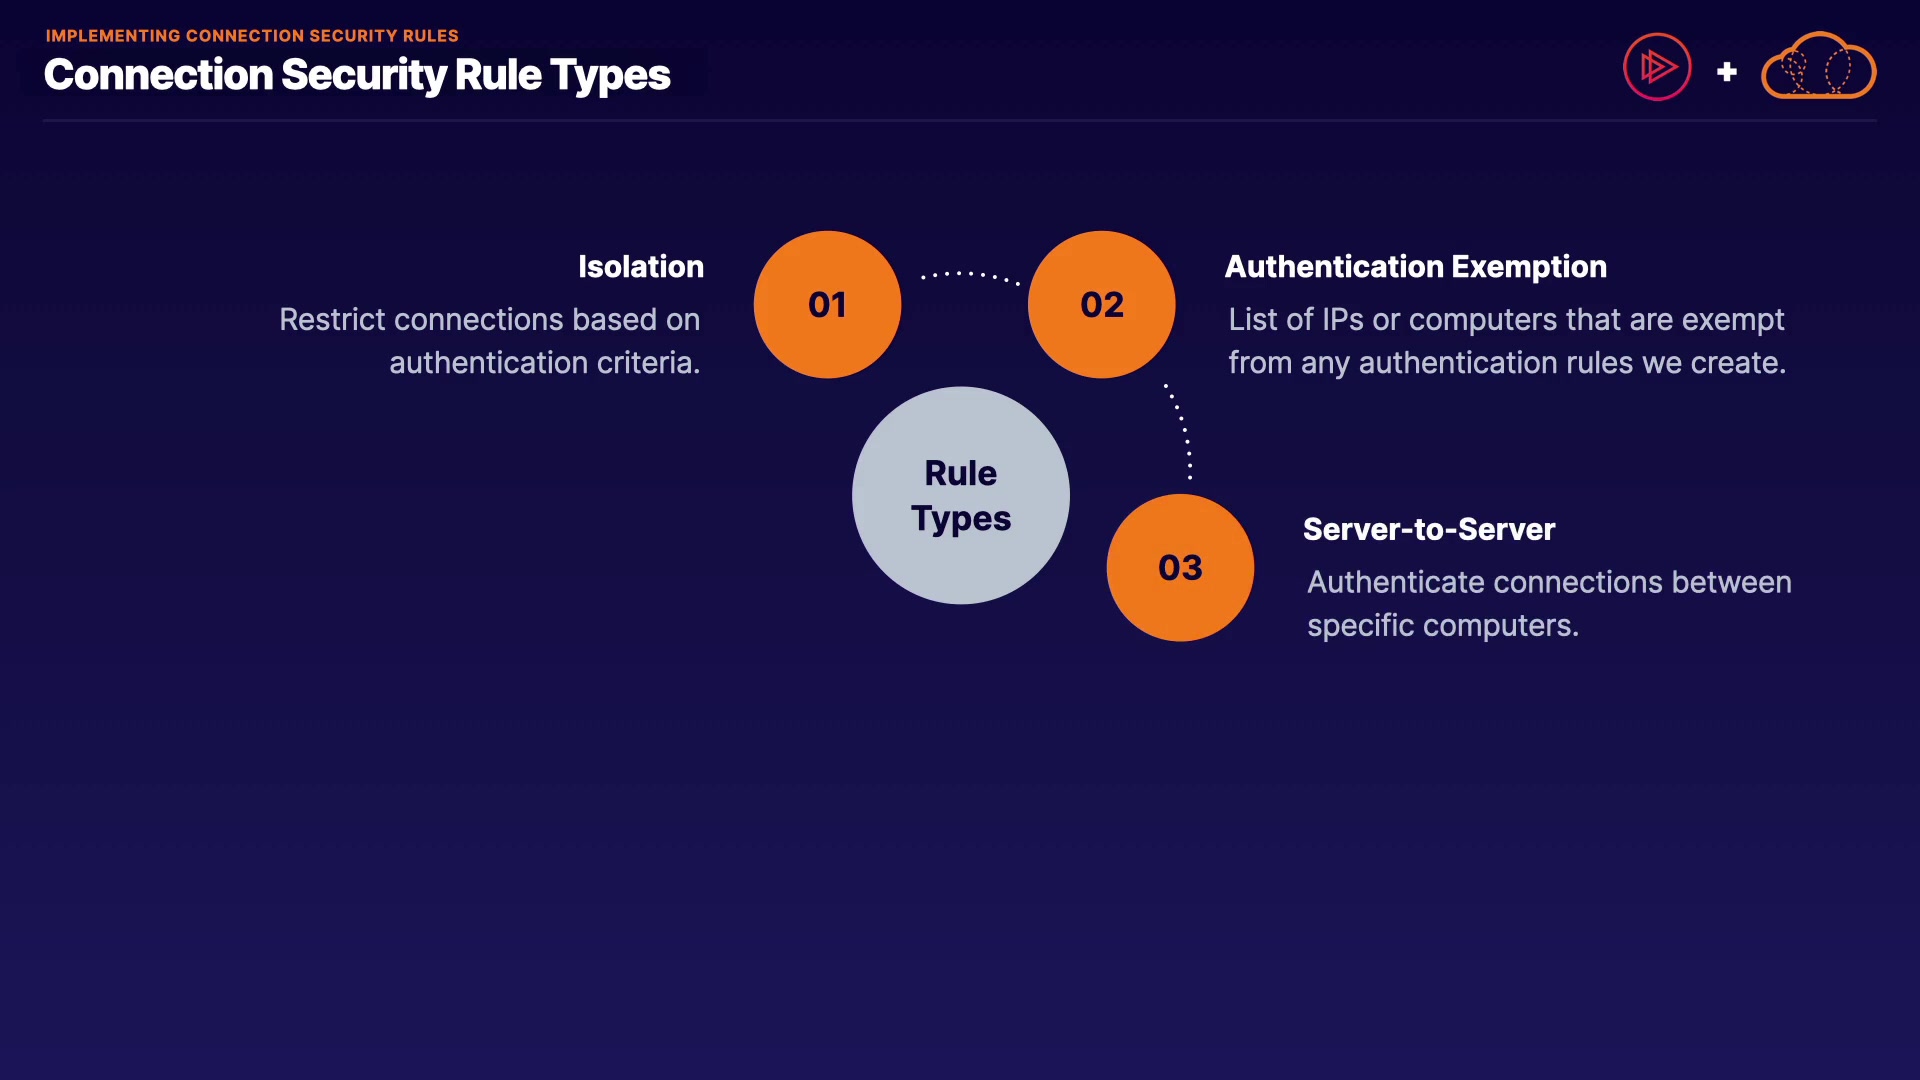 IMPLEMENTING CONNECTION SECURITY RULES
Connection Security Rule Types
Isolation
Restrict connections based on
authentication criteria.
01
02
Authentication Exemption
List of IPs or computers that are exempt
from any authentication rules we create.
Rule
Types
03
Server-to-Server
Authenticate connections between
specific computers.